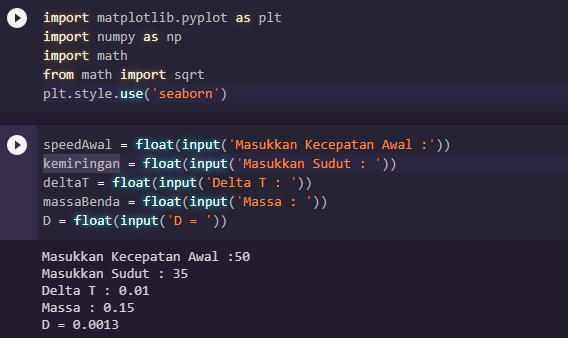 import matplotlib.pyplot as plt
import numpy as np
import math
from math import sqrt
plt.style.use('seaborn')
speedAwal = float(input('Masukkan Kecepatan Awal :'))
kemiringan = float(input('Masukkan Sudut : '))
deltaT = float(input('Delta T : '))
massaBenda = float(input('Massa : '))
D = float(input('D = '))
Masukkan Kecepatan Awal :50
Masukkan Sudut : 35
Delta T : 0.01
Massa : 0.15
D = 0.0013